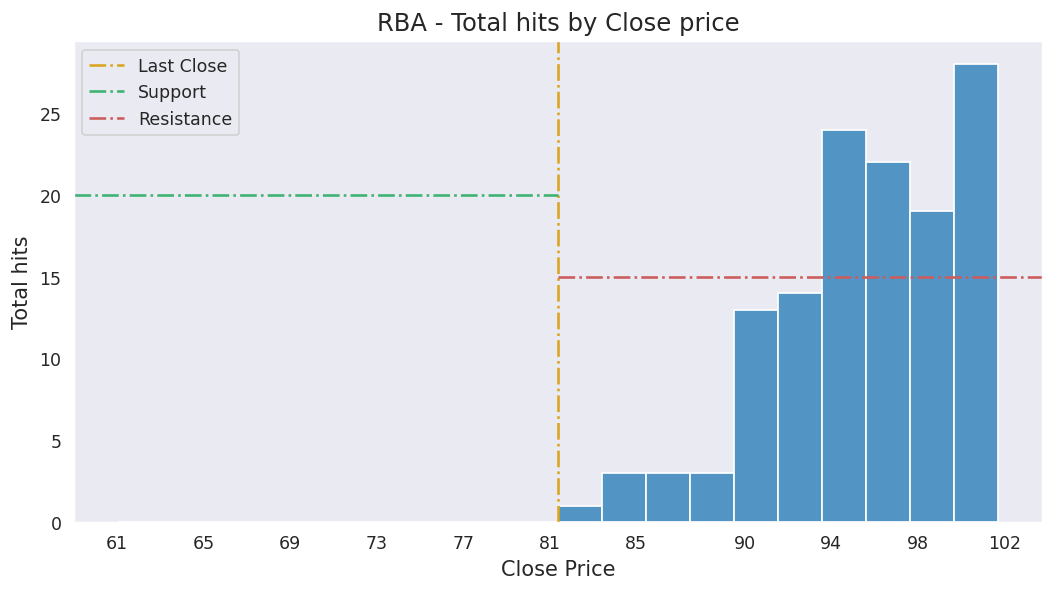 RBA - Total hits by Close price
Last Close
Support
Resistance
Total hits
25
20
15
10
5
0
61 65 69 73 77 81 85 90 94 98 102
Close Price